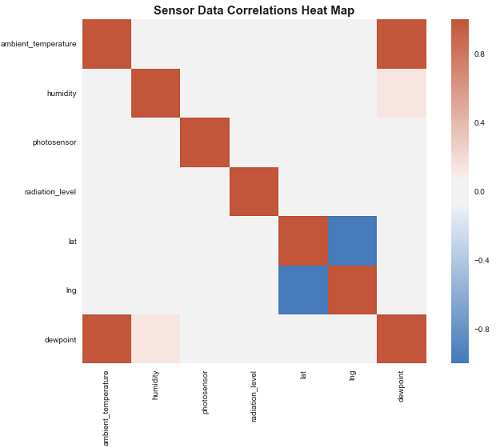 Sensor Data Correlations Heat Map
ambient_temperature
humidity
photosensor
radiation_level
lat
lng
dewpoint
0.8
0.4
0.0
−0.4
−0.8
ambient_temperature
humidity
photosensor
radiation_level
lat
lng
dewpoint